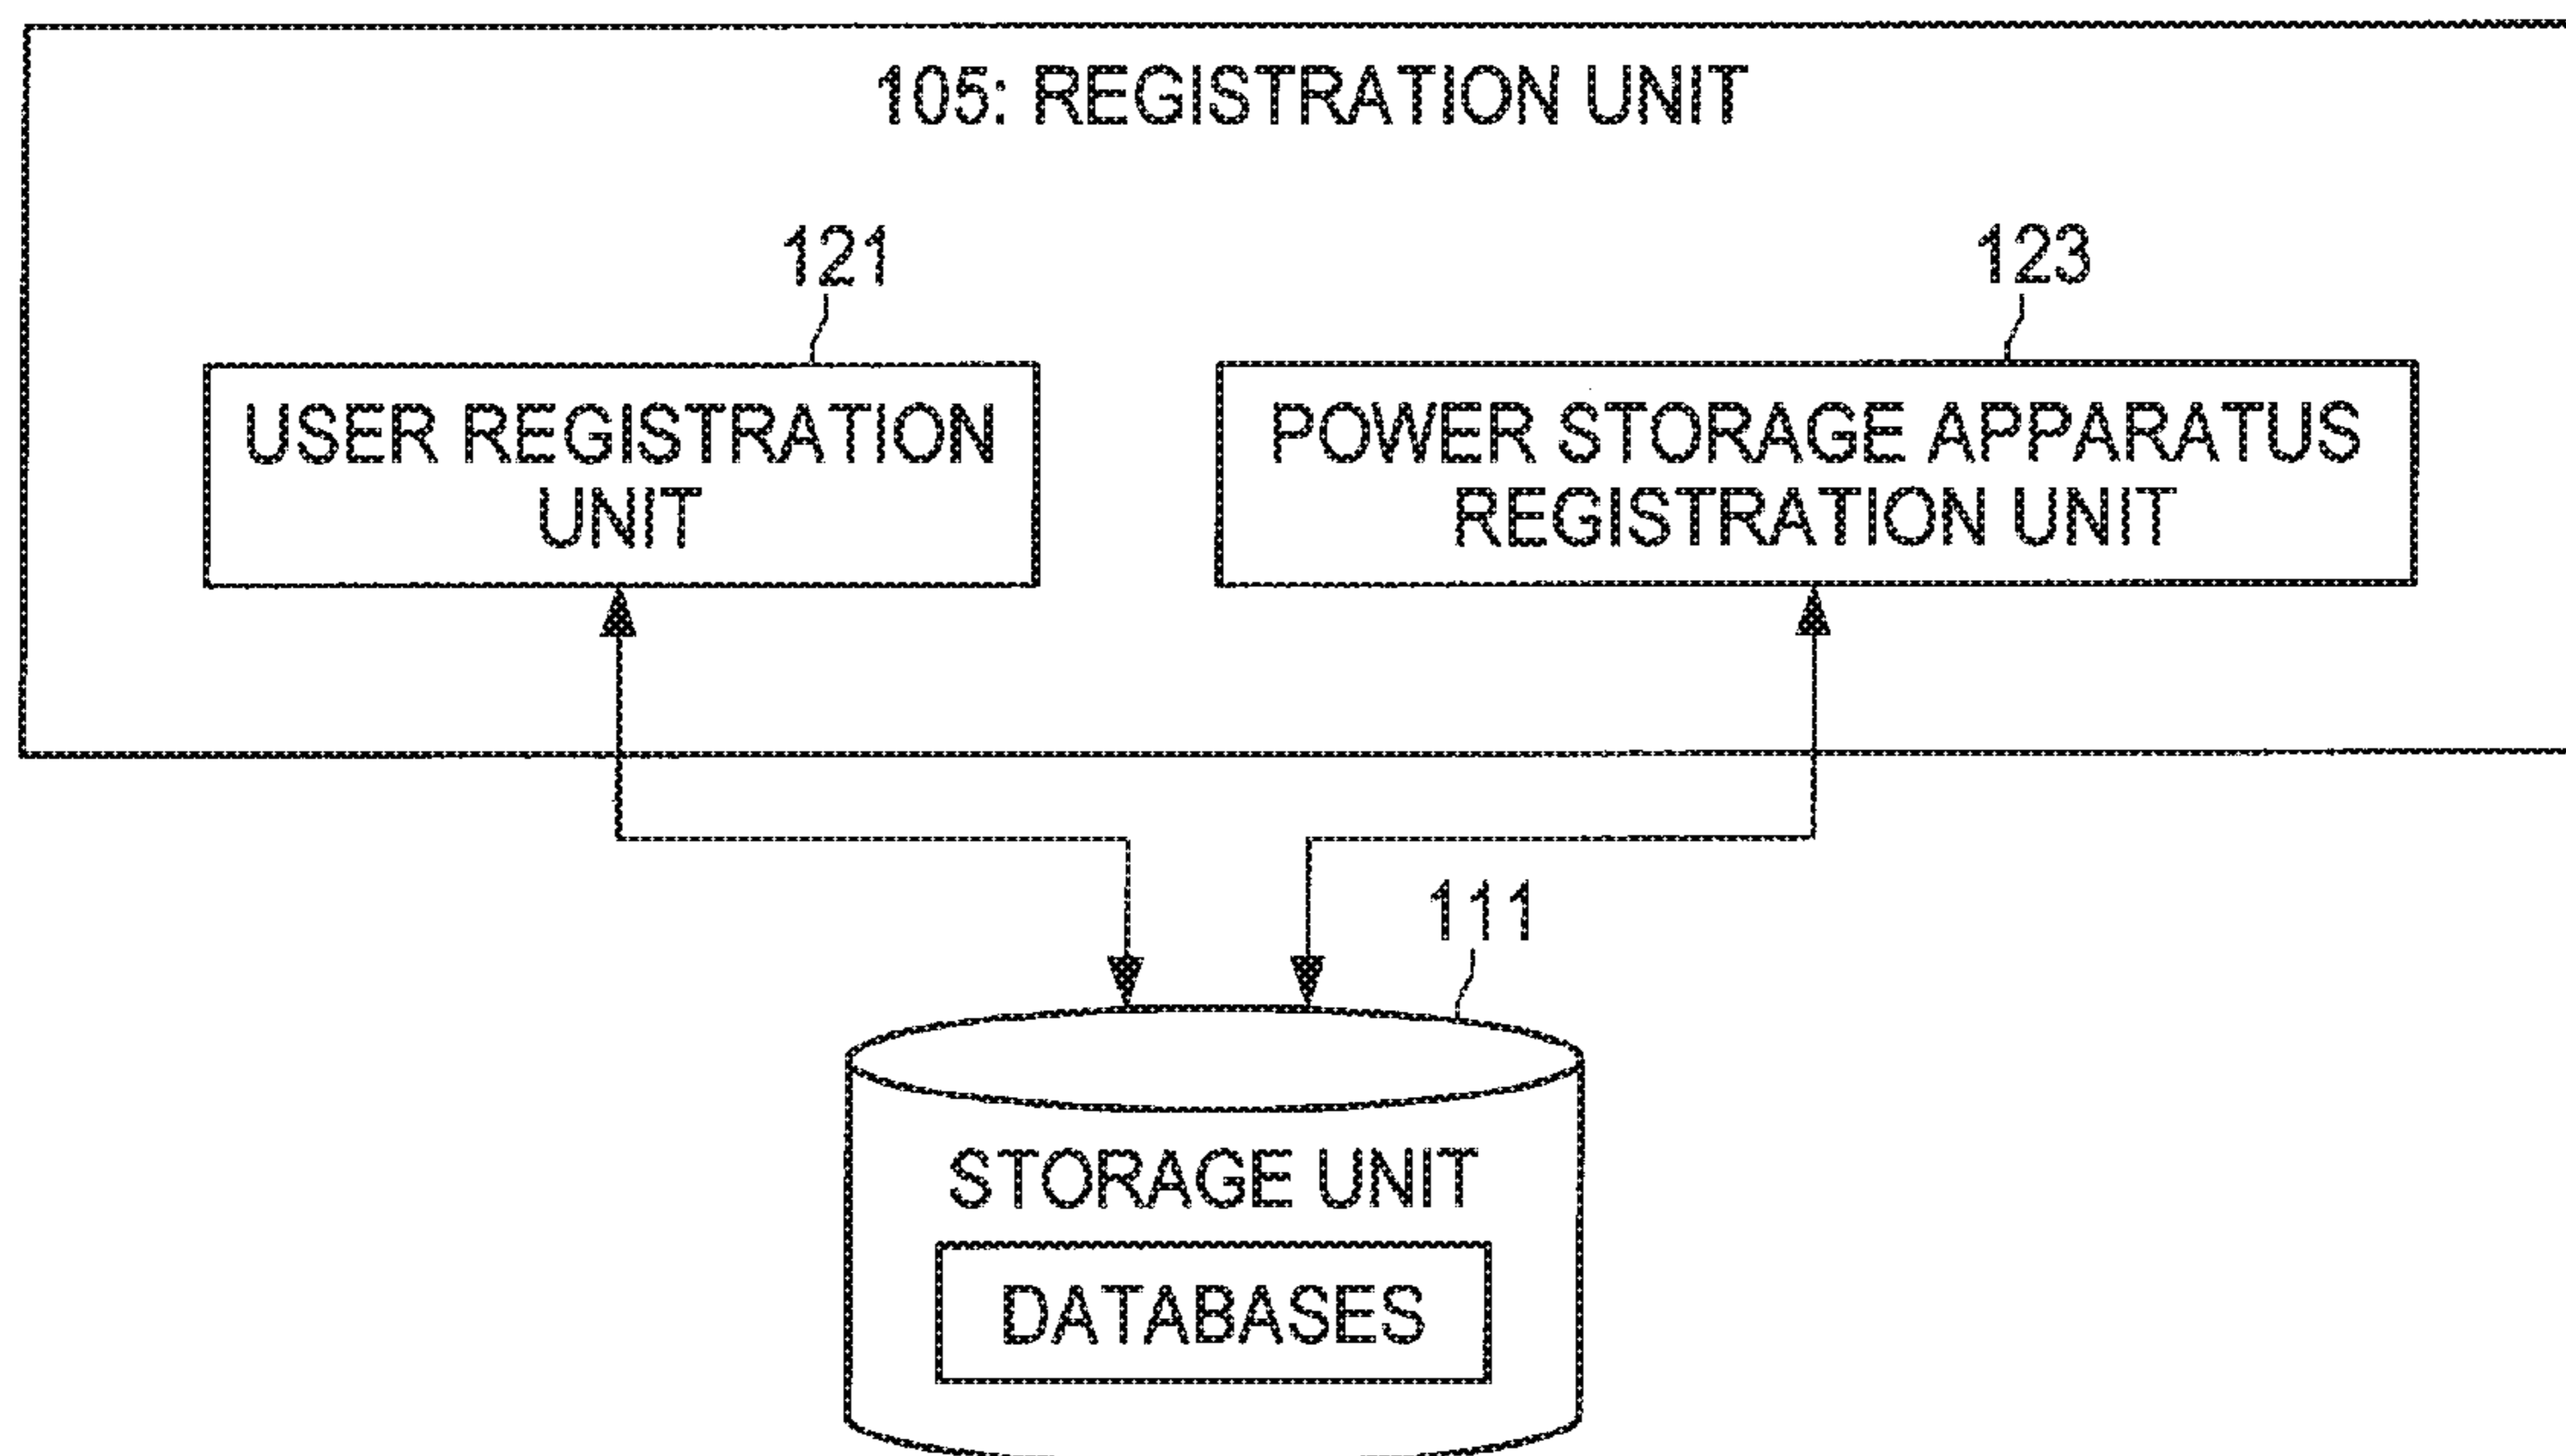 105: REGISTRATION UNIT
121
123
USER REGISTRATION
UNIT
POWER STORAGE APPARATUS
REGISTRATION UNIT
111
STORAGE UNIT
DATABASES